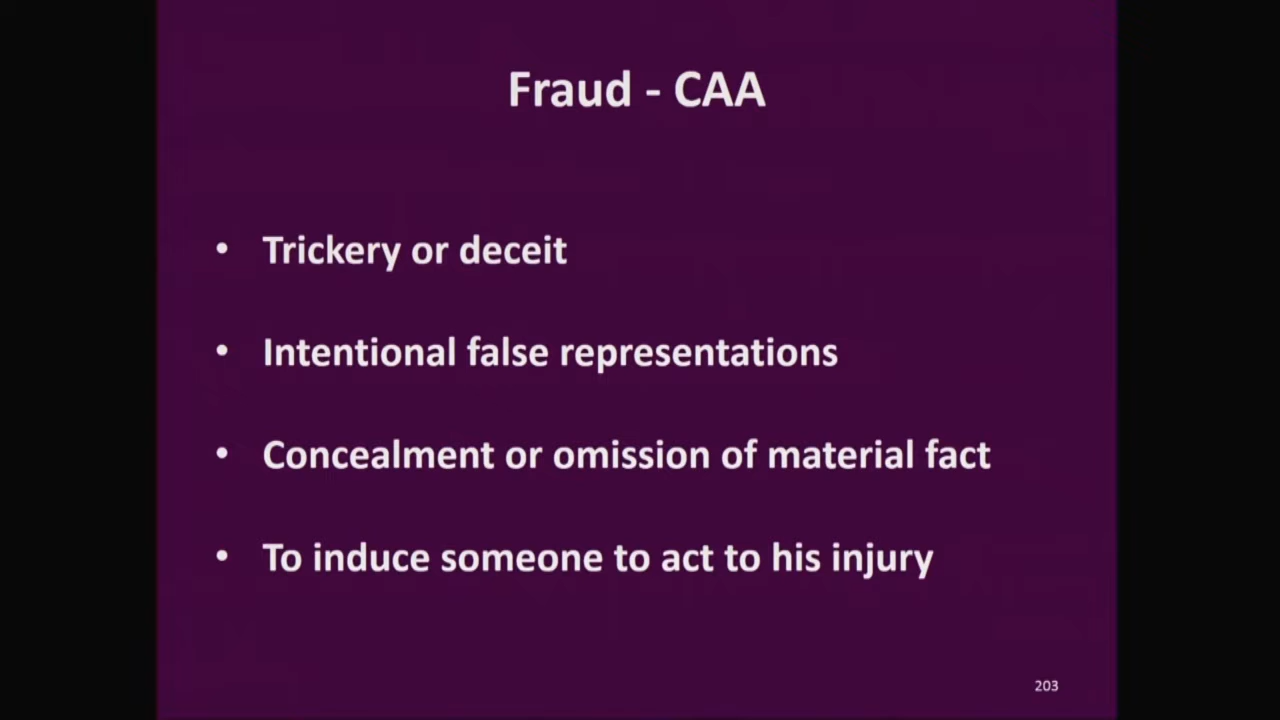 Fraud - CAA
• Trickery or deceit
• Intentional false representations
• Concealment or omission of material fact
• To induce someone to act to his injury
203